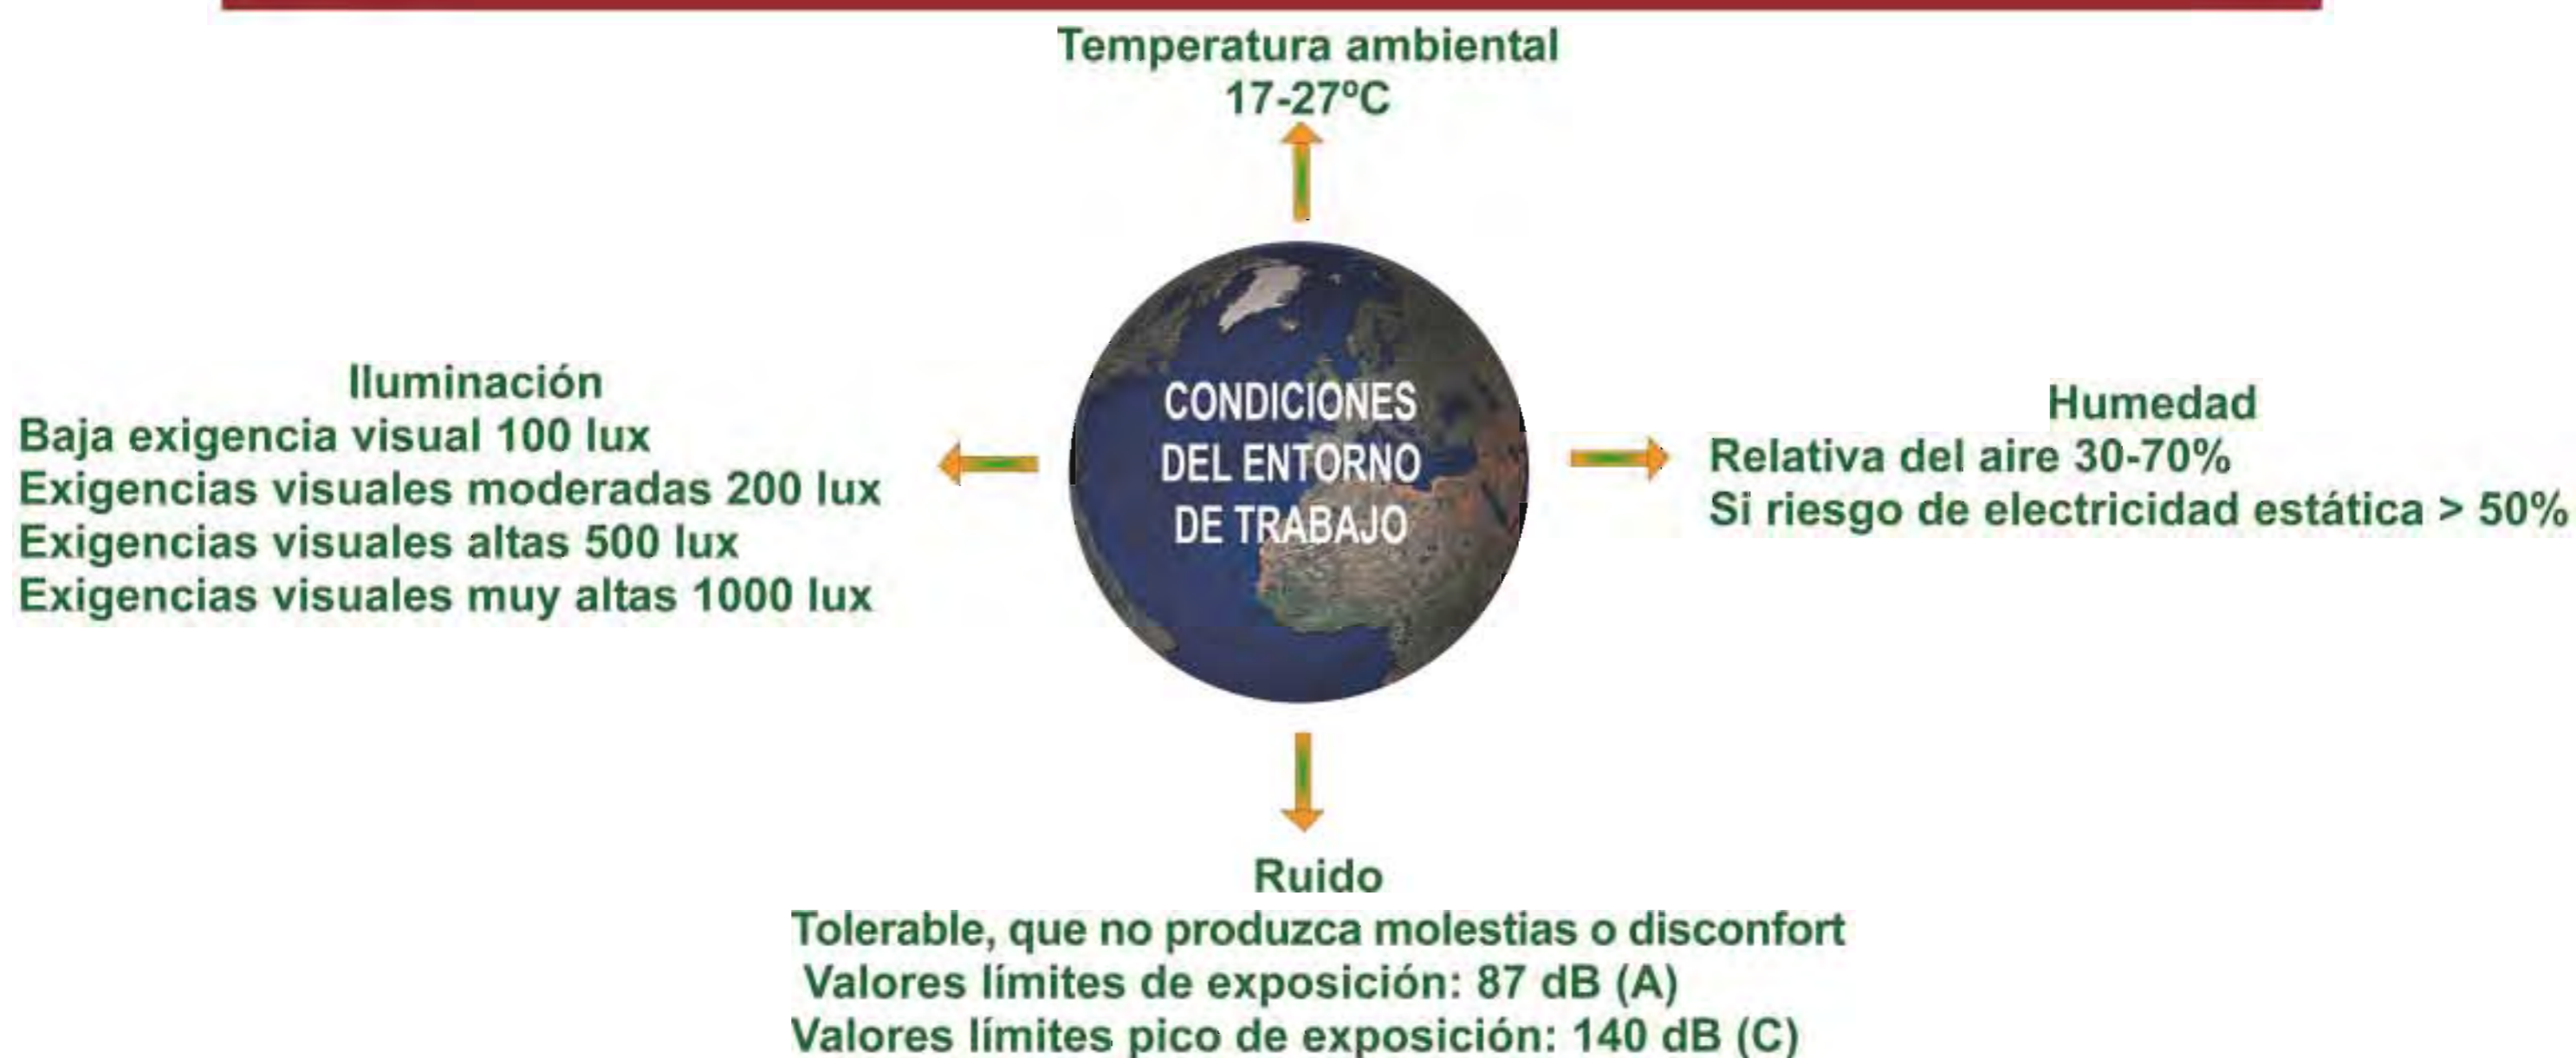 Temperatura ambiental
17-27ºC
Iluminación
Baja exigencia visual 100 lux
Exigencias visuales moderadas 200 lux
Exigencias visuales altas 500 lux
Exigencias visuales muy altas 1000 lux
CONDICIONES
DEL ENTORNO
DE TRABAJO
Humedad
Relativa del aire 30-70%
Si riesgo de electricidad estática > 50%
Ruido
Tolerable, que no produzca molestias o disconfort
Valores límites de exposición: 87 dB (A)
Valores límites pico de exposición: 140 dB (C)